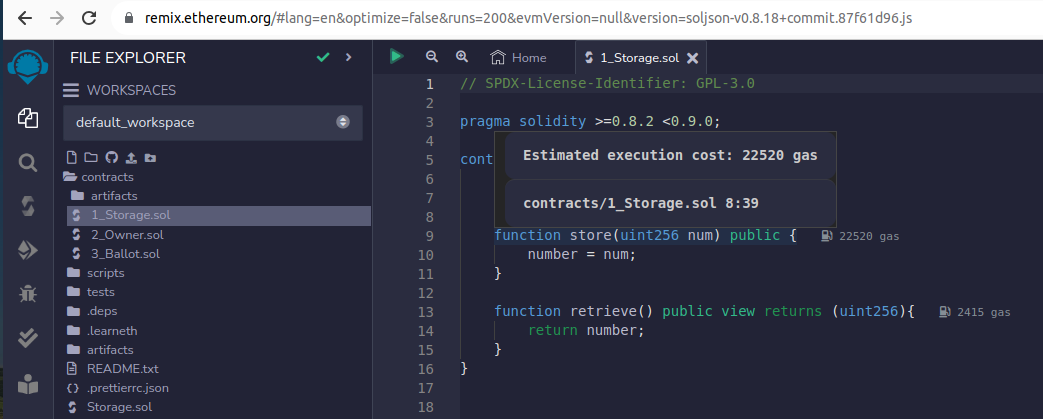 remix.ethereum.org/#lang=en&optimize=false&runs=200&evmVersion=null&version=soljson-v0.8.18+commit.87f61d96.js
FILE EXPLORER
WORKSPACES
default_workspace
contracts
artifacts
1_Storage.sol
2_Owner.sol
3_Ballot.sol
scripts
tests
.deps
.learneth
artifacts
README.txt
{} .prettierrc.json
Storage.sol
Home
1_Storage.sol
1 // SPDX-License-Identifier: GPL-3.0
2
3 pragma solidity >=0.8.2 <0.9.0;
4
5 cont
Estimated execution cost: 22520 gas
6
7
contracts/1_Storage.sol 8:39
8
9 function store(uint256 num) public { 22520 gas
10 number = num;
11 }
12
13 function retrieve() public view returns (uint256){ 2415 gas
14 return number;
15 }
16 }
17
18